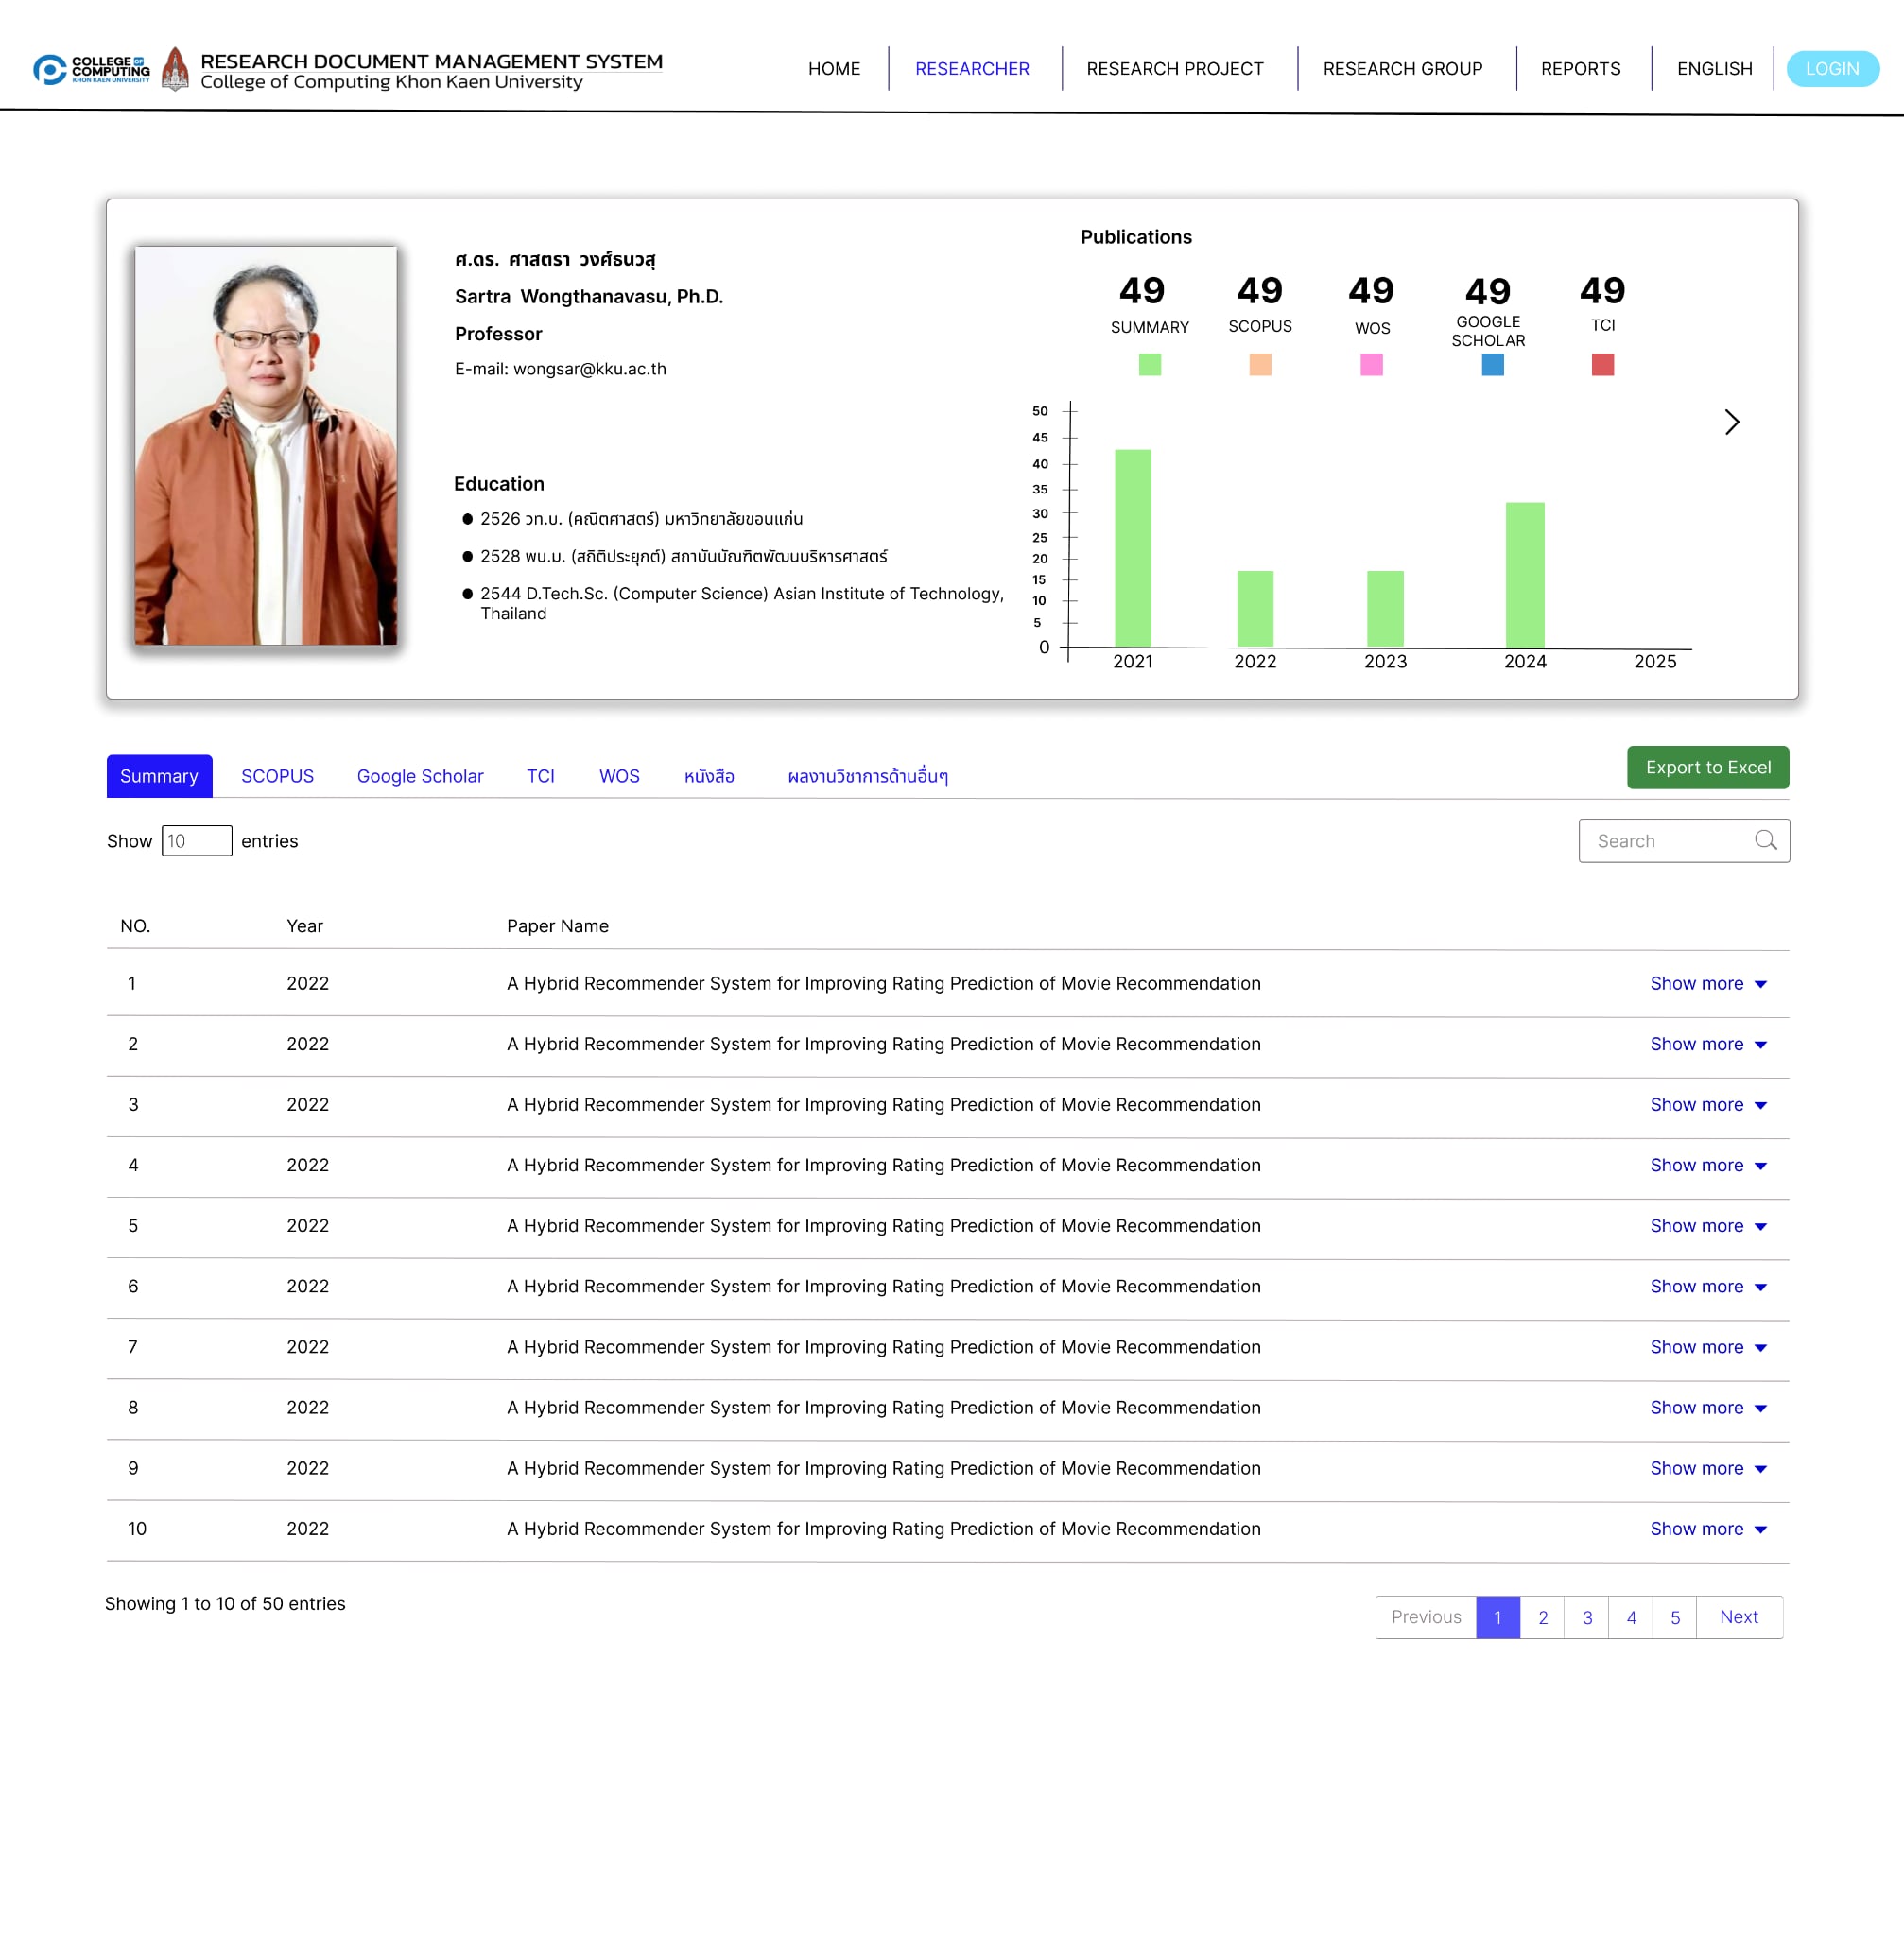 COLLEGE OF
COMPUTING
KHON KAEN UNIVERSITY
RESEARCH DOCUMENT MANAGEMENT SYSTEM
College of Computing Khon Kaen University
HOME
RESEARCHER
RESEARCH PROJECT
RESEARCH GROUP
REPORTS
ENGLISH
LOGIN
ศ.ดร. ศาสตรา วงศ์ธนวสุ
Sartra Wongthanavasu, Ph.D.
Professor
E-mail: wongsar@kku.ac.th
Education
2526 วท.บ. (คณิตศาสตร์) มหาวิทยาลัยขอนแก่น
2528 พบ.ม. (สถิติประยุกต์) สถาบันบัณฑิตพัฒนบริหารศาสตร์
2544 D.Tech.Sc. (Computer Science) Asian Institute of Technology,
Thailand
Publications
49 49 49 49 49
SUMMARY SCOPUS WOS GOOGLE SCHOLAR TCI
50
45
40
35
30
25
20
15
10
5
0
2021 2022 2023 2024 2025
Summary SCOPUS Google Scholar TCI WOS หนังสือ ผลงานวิชาการด้านอื่นๆ
Export to Excel
Show 10 entries
Search
NO. Year Paper Name
1 2022 A Hybrid Recommender System for Improving Rating Prediction of Movie Recommendation Show more
2 2022 A Hybrid Recommender System for Improving Rating Prediction of Movie Recommendation Show more
3 2022 A Hybrid Recommender System for Improving Rating Prediction of Movie Recommendation Show more
4 2022 A Hybrid Recommender System for Improving Rating Prediction of Movie Recommendation Show more
5 2022 A Hybrid Recommender System for Improving Rating Prediction of Movie Recommendation Show more
6 2022 A Hybrid Recommender System for Improving Rating Prediction of Movie Recommendation Show more
7 2022 A Hybrid Recommender System for Improving Rating Prediction of Movie Recommendation Show more
8 2022 A Hybrid Recommender System for Improving Rating Prediction of Movie Recommendation Show more
9 2022 A Hybrid Recommender System for Improving Rating Prediction of Movie Recommendation Show more
10 2022 A Hybrid Recommender System for Improving Rating Prediction of Movie Recommendation Show more
Showing 1 to 10 of 50 entries
Previous 1 2 3 4 5 Next